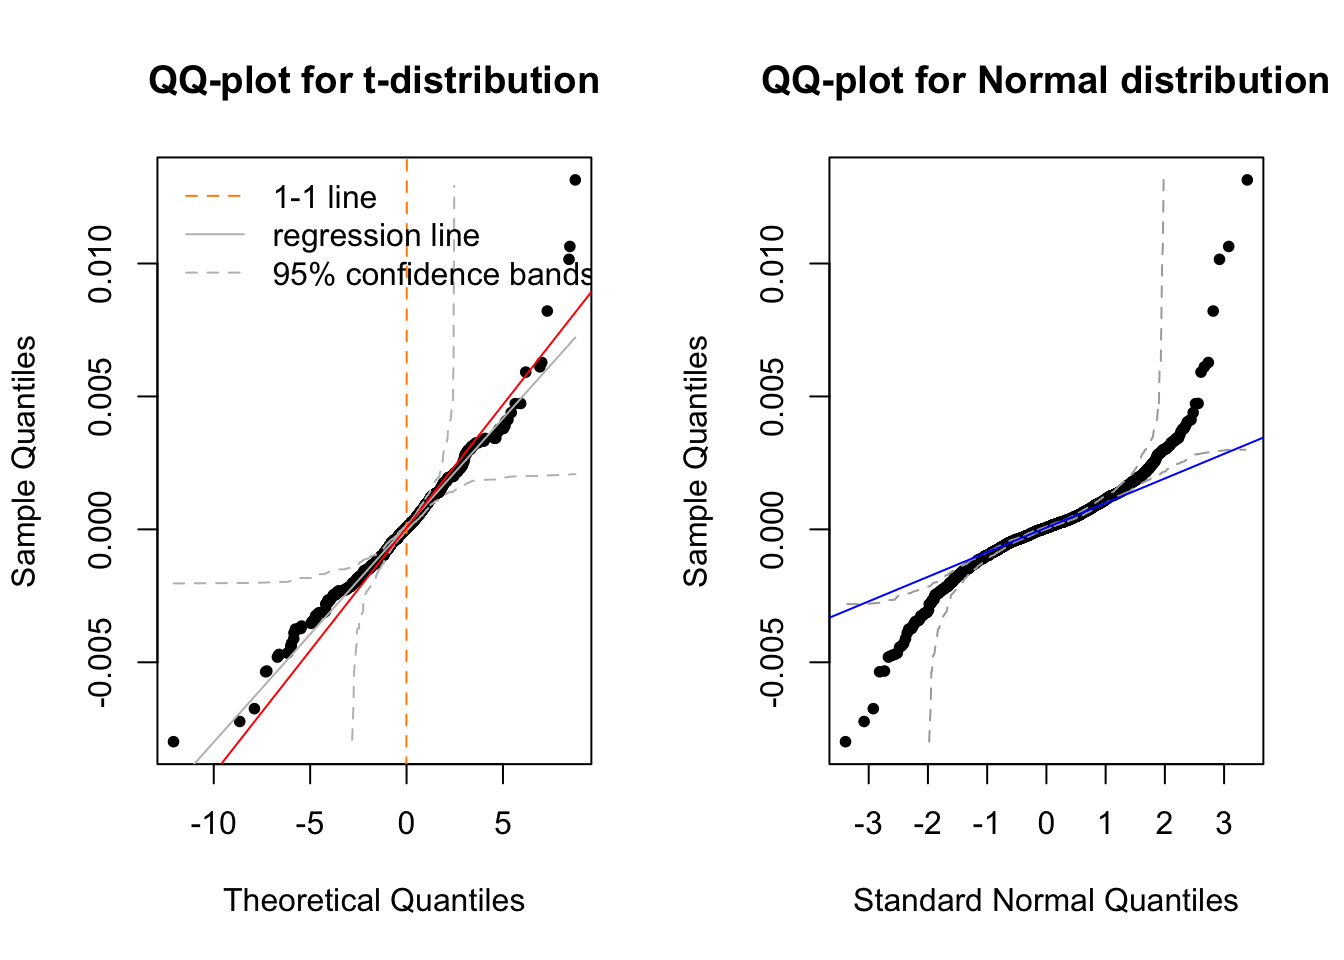 QQ-plot for t-distribution
1-1 line
regression line
95% confidence bands
Sample Quantiles
0.010
0.005
0.000
-0.005
-10 -5 0 5
Theoretical Quantiles
QQ-plot for Normal distribution
Sample Quantiles
0.010
0.005
0.000
-0.005
-3 -2 -1 0 1 2 3
Standard Normal Quantiles